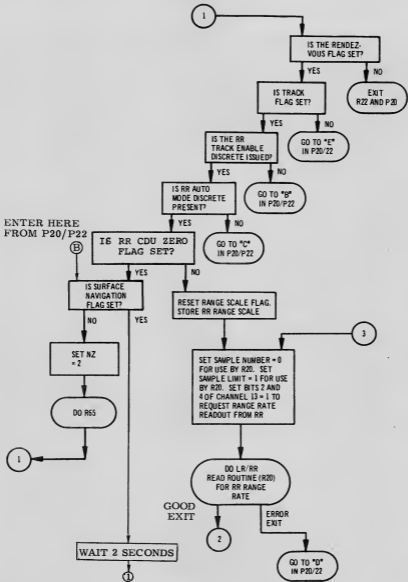 1
IS THE RENDEZ-
VOUS FLAG SET?
YES
NO
IS TRACK
FLAG SET?
EXIT
R22 AND P20
YES
NO
IS THE RR
TRACK ENABLE
DISCRETE ISSUED?
GO TO "E"
IN P20/22
YES
NO
IS RR AUTO
MODE DISCRETE
PRESENT?
GO TO "B"
IN P20/P22
ENTER HERE
FROM P20/P22
B
YES
NO
I6 RR CDU ZERO
FLAG SET?
GO TO "C"
IN P20/P22
YES
NO
IS SURFACE
NAVIGATION
FLAG SET?
RESET RANGE SCALE FLAG.
STORE RR RANGE SCALE
NO
YES
3
SET NZ
= 2
SET SAMPLE NUMBER = 0
FOR USE BY R20. SET
SAMPLE LIMIT = 1 FOR USE
BY R20. SET BITS 2 AND
4 OF CHANNEL 13 = 1 TO
REQUEST RANGE RATE
READOUT FROM RR
DO R65
1
DO LR/RR
READ ROUTINE (R20)
FOR RR RANGE
RATE
GOOD
EXIT
ERROR
EXIT
2
WAIT 2 SECONDS
GO TO "D"
IN P20/22
1